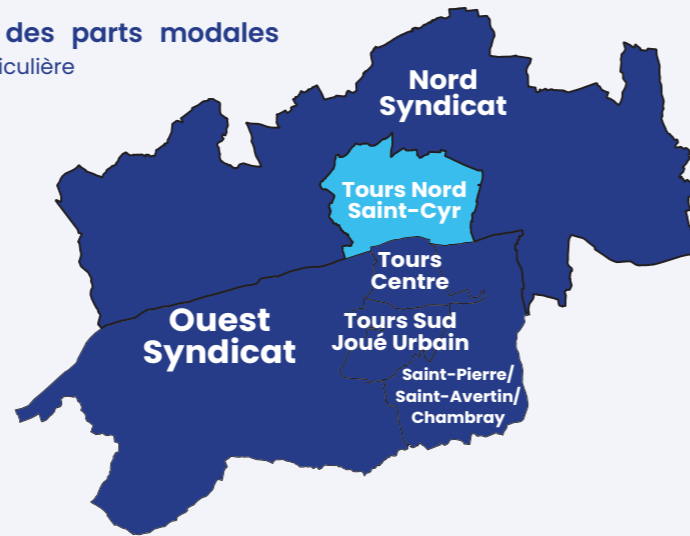 des parts modales
iculière
Nord
Syndicat
Tours Nord
Saint-Cyr
Tours
Centre
Ouest
Syndicat
Tours Sud
Joué Urbain
Saint-Pierre/
Saint-Avertin/
Chambray